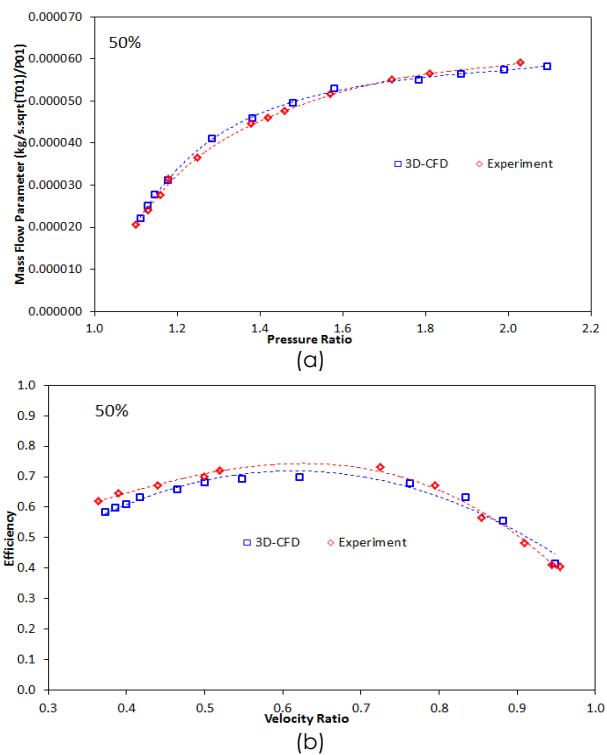 50%
0.000070
0.000060
0.000050
0.000040
0.000030
0.000020
0.000010
0.000000
Mass Flow Parameter (kg/s.sqrt(T01)/P01)
3D-CFD
Experiment
1.0 1.2 1.4 1.6 1.8 2.0 2.2
Pressure Ratio
(a)
50%
1.0
0.9
0.8
0.7
0.6
0.5
0.4
0.3
0.2
0.1
0.0
Efficiency
3D-CFD
Experiment
0.3 0.4 0.5 0.6 0.7 0.8 0.9 1.0
Velocity Ratio
(b)